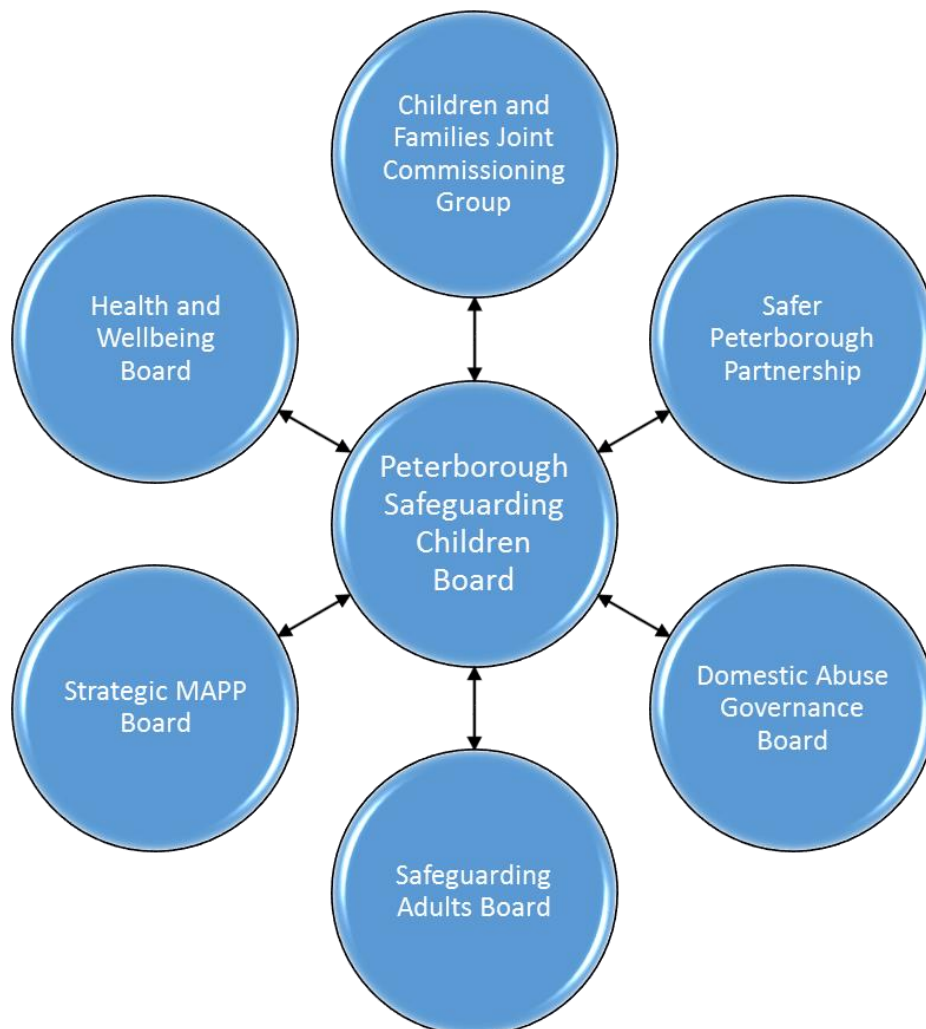 Children and
Families Joint
Commissioning
Group
Health and
Wellbeing
Board
Safer
Peterborough
Partnership
Peterborough
Safeguarding
Children
Board
Strategic MAPP
Board
Domestic Abuse
Governance
Board
Safeguarding
Adults Board